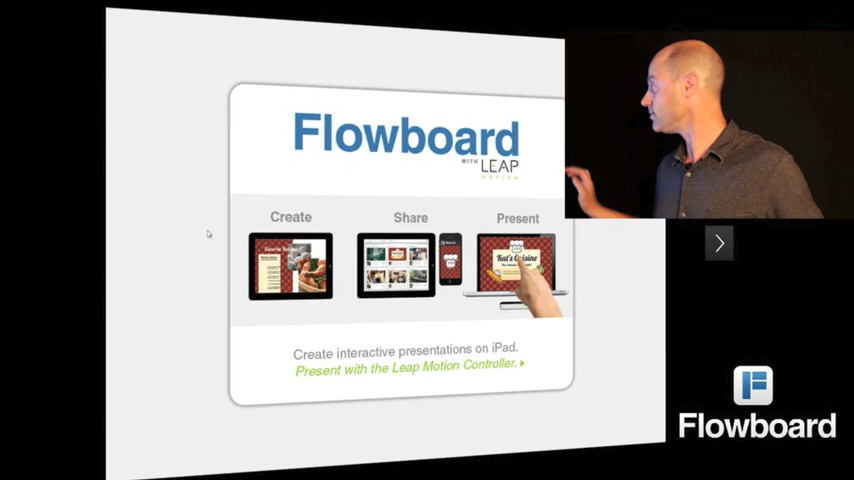 Flowboard
WITH LEAP
MOTION
Create
Share
Present
Kat's Cuisine
Create interactive presentations on iPad.
Present with the Leap Motion Controller.
Flowboard